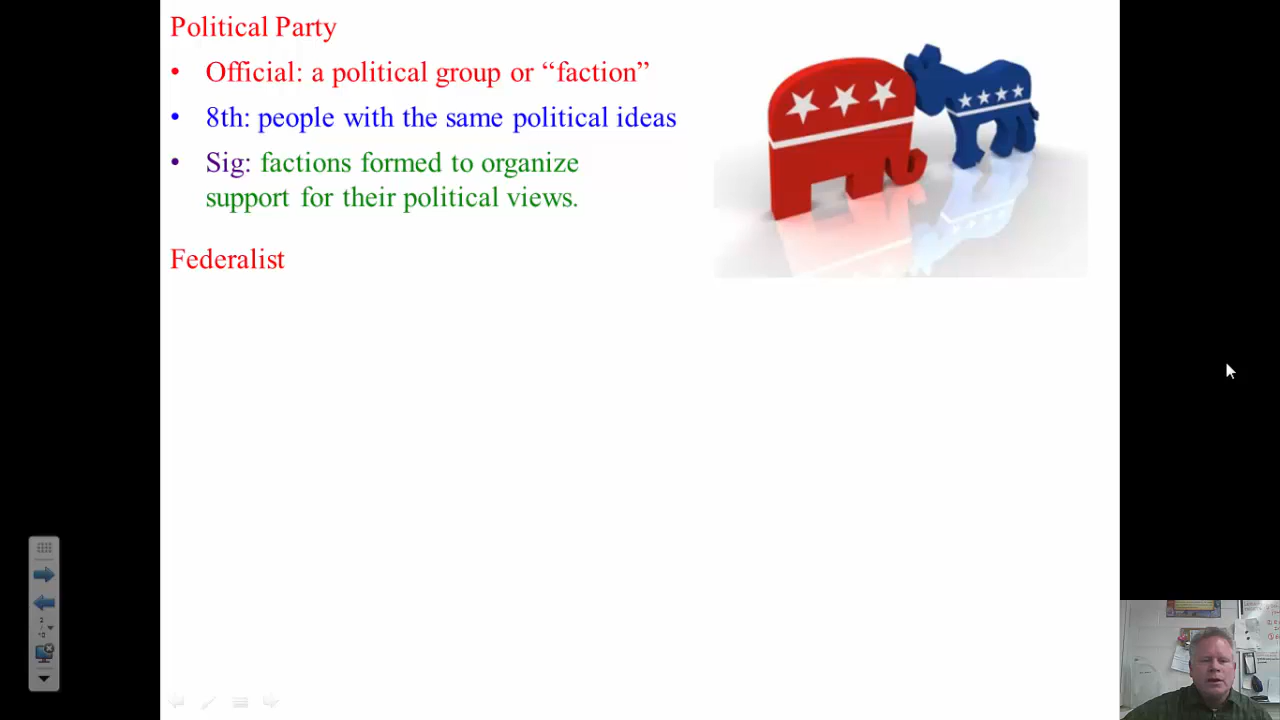 Political Party
• Official: a political group or “faction”
• 8th: people with the same political ideas
• Sig: factions formed to organize
support for their political views.
Federalist